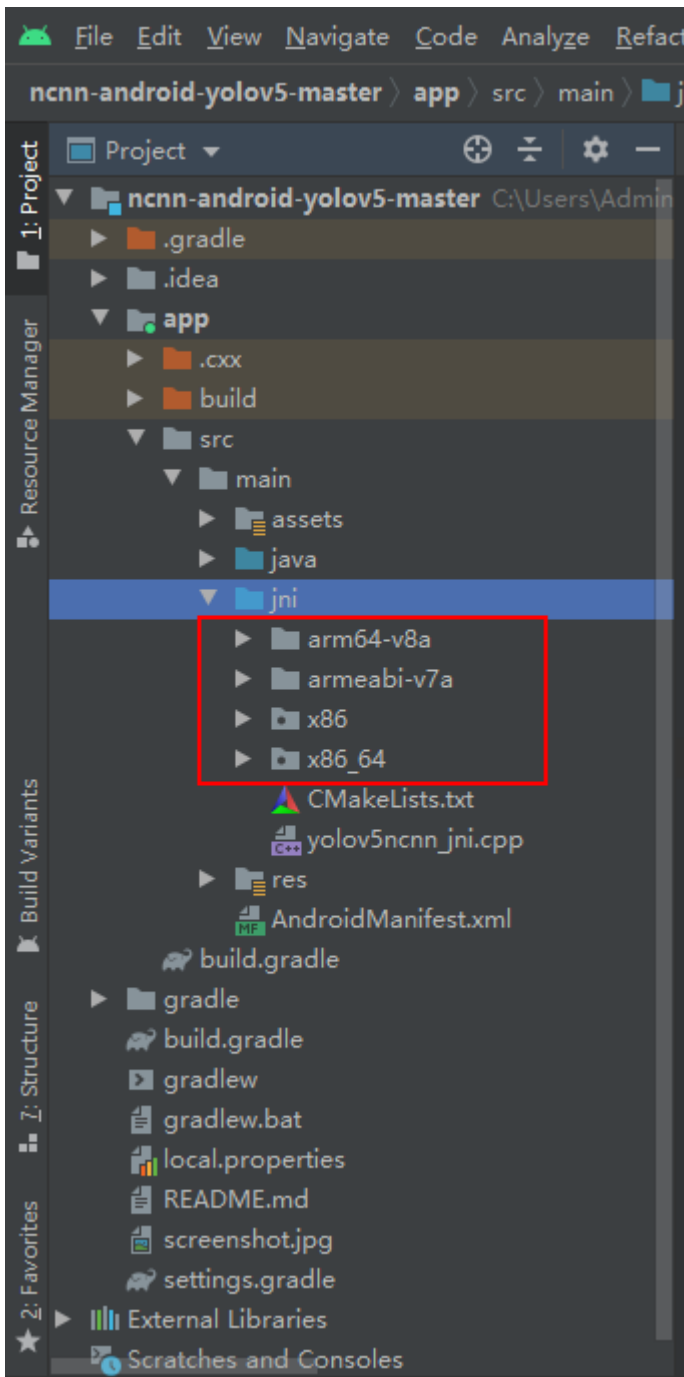 File Edit View Navigate Code Analyze Refact
ncnn-android-yolov5-master app src main j
Project
ncnn-android-yolov5-master C:\Users\Admin
.gradle
.idea
app
.cxx
build
src
main
assets
java
jni
arm64-v8a
armeabi-v7a
x86
x86_64
CMakeLists.txt
yolov5ncnn_jni.cpp
res
AndroidManifest.xml
build.gradle
gradle
build.gradle
gradlew
gradlew.bat
local.properties
README.md
screenshot.jpg
settings.gradle
External Libraries
Scratches and Consoles
1: Project
Resource Manager
Build Variants
7: Structure
2: Favorites